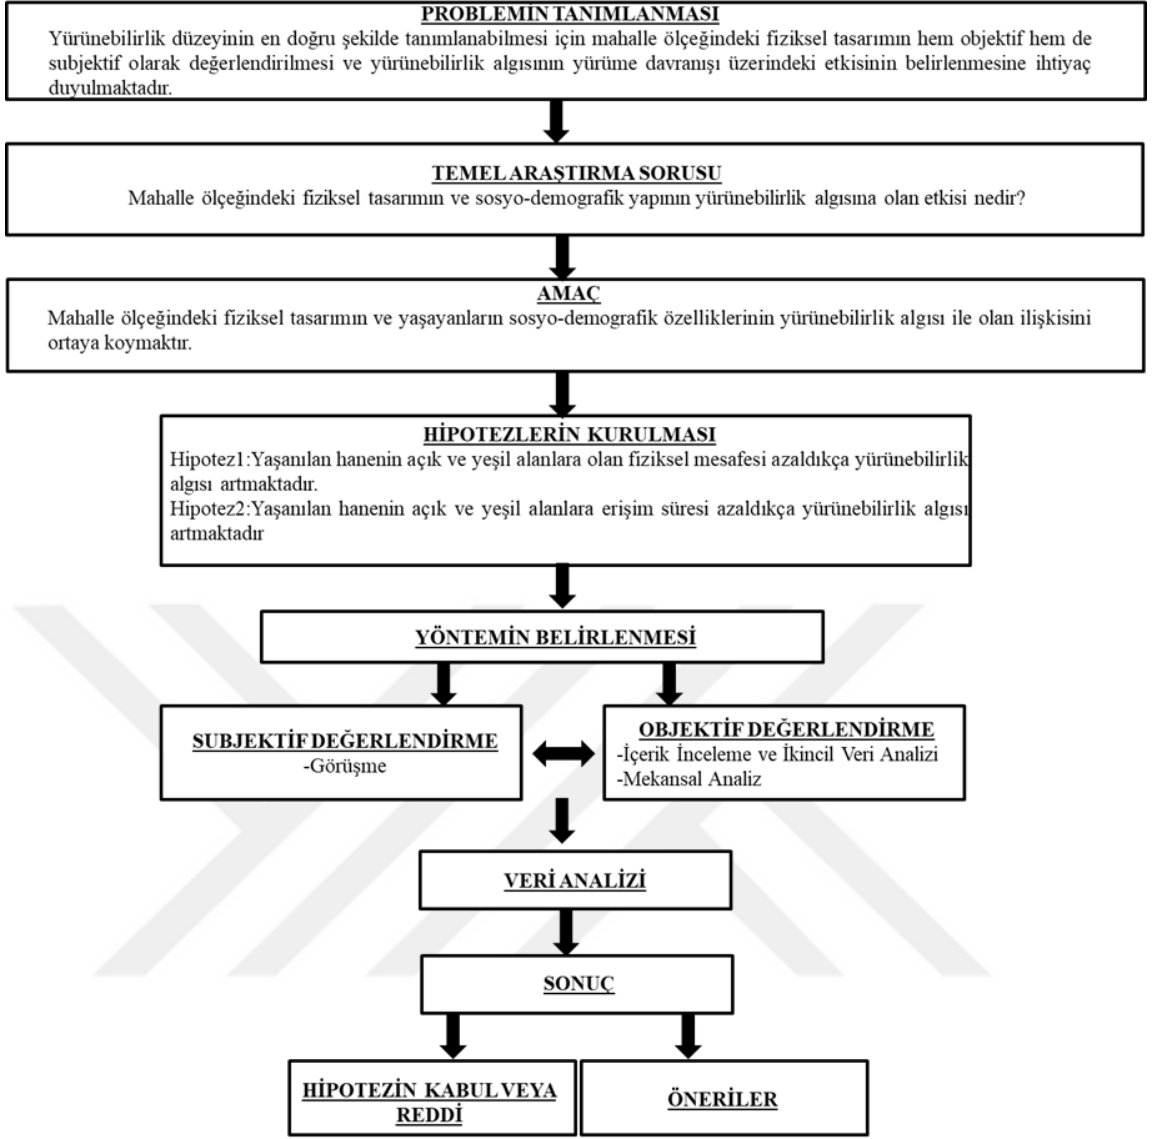 PROBLEMİN TANIMLANMASI
Yürünebilirlik düzeyinin en doğru şekilde tanımlanabilmesi için mahalle ölçeğindeki fiziksel tasarımın hem objektif hem de
subjektif olarak değerlendirilmesi ve yürünebilirlik algısının yürüme davranışı üzerindeki etkisinin belirlenmesine ihtiyaç
duyulmaktadır.
TEMEL ARAŞTIRMA SORUSU
Mahalle ölçeğindeki fiziksel tasarımın ve sosyo-demografik yapının yürünebilirlik algısına olan etkisi nedir?
AMAÇ
Mahalle ölçeğindeki fiziksel tasarımın ve yaşayanların sosyo-demografik özelliklerinin yürünebilirlik algısı ile olan ilişkisini
ortaya koymaktır.
HİPOTEZLERİN KURULMASI
Hipotez1:Yaşanılan hanenin açık ve yeşil alanlara olan fiziksel mesafesi azaldıkça yürünebilirlik
algısı artmaktadır.
Hipotez2:Yaşanılan hanenin açık ve yeşil alanlara erişim süresi azaldıkça yürünebilirlik algısı
artmaktadır
YÖNTEMİN BELİRLENMESİ
SUBJEKTİF DEĞERLENDİRME
-Görüşme
OBJEKTİF DEĞERLENDİRME
-İçerik İnceleme ve İkincil Veri Analizi
-Mekansal Analiz
VERİ ANALİZİ
SONUÇ
HİPOTEZİN KABUL VEYA
REDDİ
ÖNERİLER